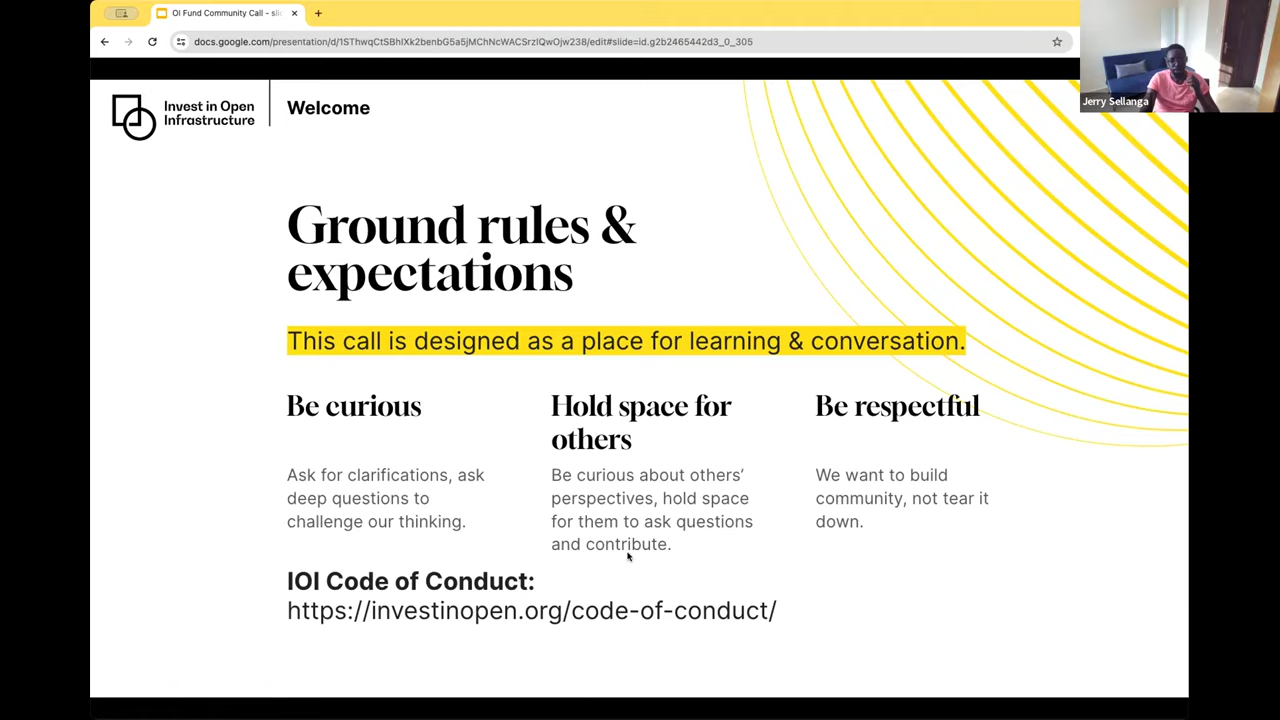 OI Fund Community Call - sli
docs.google.com/presentation/d/1SThwqCtSBhIXk2benbG5a5jMChNcWACSrzIQwOjw238/edit#slide=id.g2b2465442d3_0_305
Jerry Sellanga
Invest in Open
Infrastructure
Welcome
Ground rules &
expectations
This call is designed as a place for learning & conversation.
Be curious
Ask for clarifications, ask
deep questions to
challenge our thinking.
Hold space for
others
Be curious about others’
perspectives, hold space
for them to ask questions
and contribute.
Be respectful
We want to build
community, not tear it
down.
IOI Code of Conduct:
https://investinopen.org/code-of-conduct/